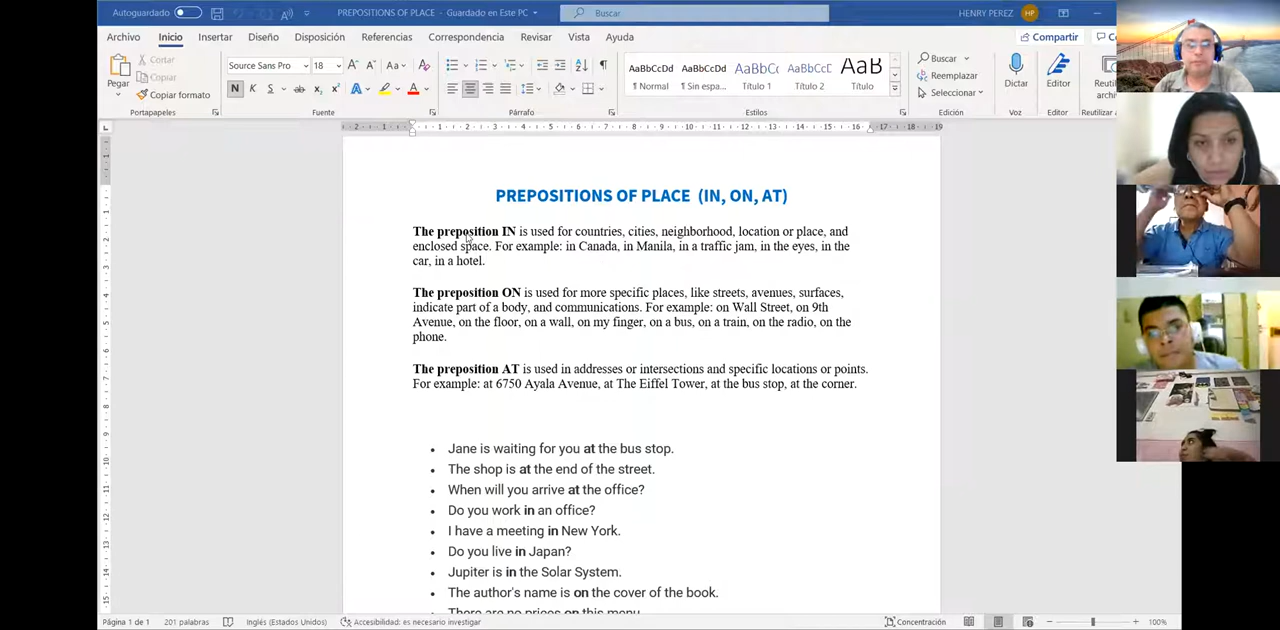 Autoguardado
PREPOSITIONS OF PLACE - Guardado en Este PC
Buscar
HENRY PEREZ HP
Archivo Inicio Insertar Diseño Disposición Referencias Correspondencia Revisar Vista Ayuda
Compartir
Pegar
Cortar
Copiar
Copiar formato
Portapapeles
Source Sans Pro 18
N K S
Fuente
Párrafo
AaBbCcDd AaBbCcDd AaBbCc AaBbCcD AaB
¶ Normal ¶ Sin espa... Título 1 Título 2 Título
Estilos
Buscar
Reemplazar
Seleccionar
Edición
Dictar
Voz
Editor
Editor
PREPOSITIONS OF PLACE (IN, ON, AT)
The preposition IN is used for countries, cities, neighborhood, location or place, and
enclosed space. For example: in Canada, in Manila, in a traffic jam, in the eyes, in the
car, in a hotel.
The preposition ON is used for more specific places, like streets, avenues, surfaces,
indicate part of a body, and communications. For example: on Wall Street, on 9th
Avenue, on the floor, on a wall, on my finger, on a bus, on a train, on the radio, on the
phone.
The preposition AT is used in addresses or intersections and specific locations or points.
For example: at 6750 Ayala Avenue, at The Eiffel Tower, at the bus stop, at the corner.
Jane is waiting for you at the bus stop.
The shop is at the end of the street.
When will you arrive at the office?
Do you work in an office?
I have a meeting in New York.
Do you live in Japan?
Jupiter is in the Solar System.
The author's name is on the cover of the book.
There are no prices on this menu
Página 1 de 1 201 palabras Inglés (Estados Unidos) Accesibilidad: es necesario investigar Concentración 100%